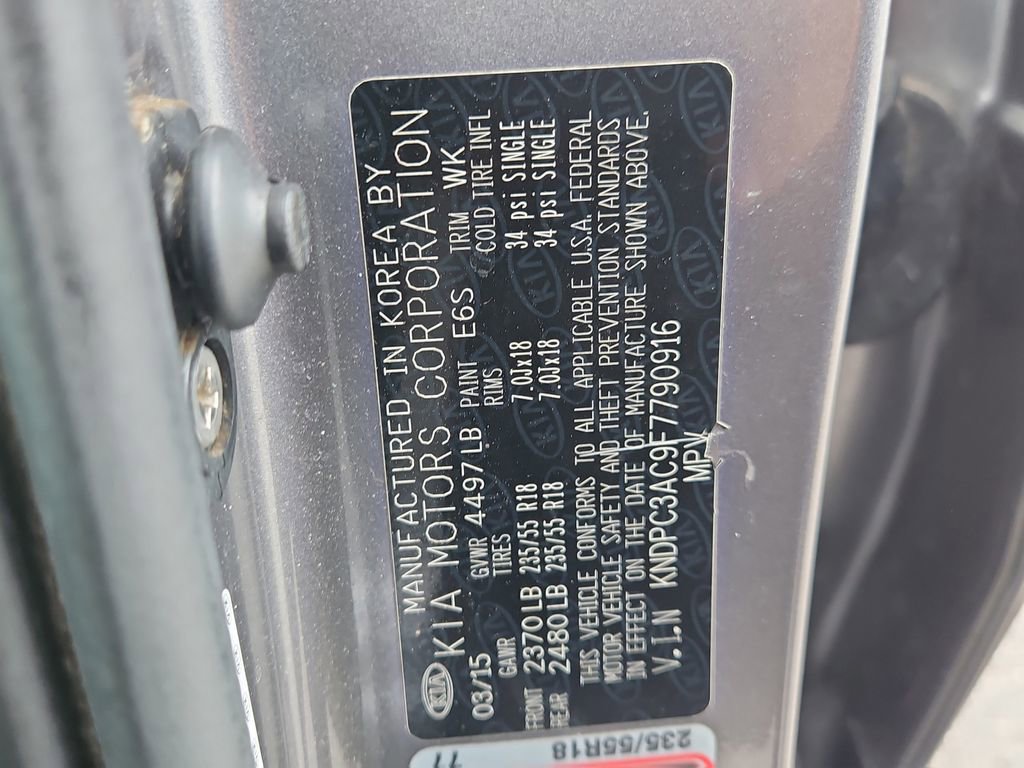 MANUFACTURED IN KOREA BY
KIA KIA MOTORS CORPORATION
03/15 GVWR 4497 LB PAINT E6S TRIM WK
GAWR TIRES RIMS COLD TIRE INFL
FRONT 2370 LB 235/55 R18 7.0Jx18 34 psi SINGLE
REAR 2480 LB 235/55 R18 7.0Jx18 34 psi SINGLE
THIS VEHICLE CONFORMS TO ALL APPLICABLE U.S.A. FEDERAL
MOTOR VEHICLE SAFETY AND THEFT PREVENTION STANDARDS
IN EFFECT ON THE DATE OF MANUFACTURE SHOWN ABOVE.
V.I.N KNDPC3AC9F7790916
MPV
235/55R18
77